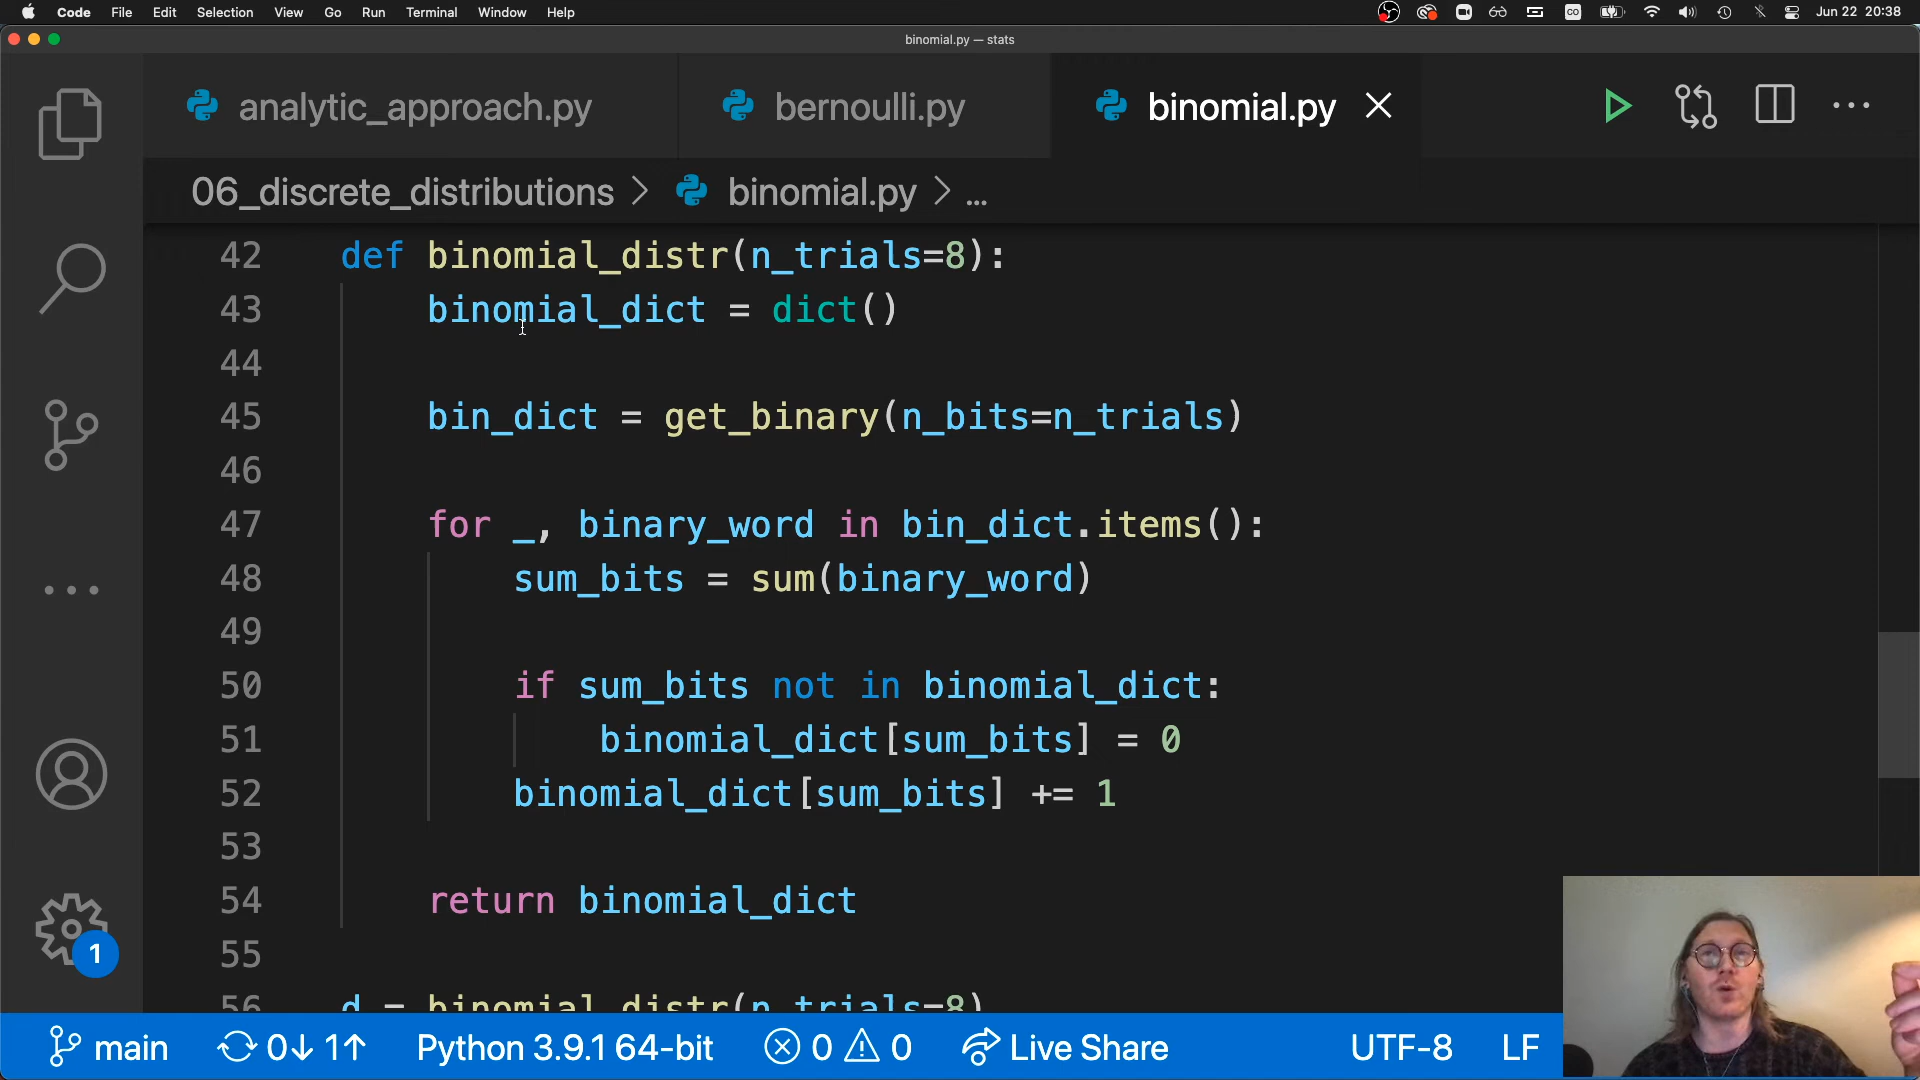 Code File Edit Selection View Go Run Terminal Window Help Jun 22 20:38
binomial.py — stats
analytic_approach.py bernoulli.py binomial.py
06_discrete_distributions > binomial.py > ...
42 def binomial_distr(n_trials=8):
43 binomial_dict = dict()
44
45 bin_dict = get_binary(n_bits=n_trials)
46
47 for _, binary_word in bin_dict.items():
48 sum_bits = sum(binary_word)
49
50 if sum_bits not in binomial_dict:
51 binomial_dict[sum_bits] = 0
52 binomial_dict[sum_bits] += 1
53
54 return binomial_dict
55
56 d = binomial_distr(n_trials=8)
1
main 0↓ 1↑ Python 3.9.1 64-bit 0 0 Live Share UTF-8 LF